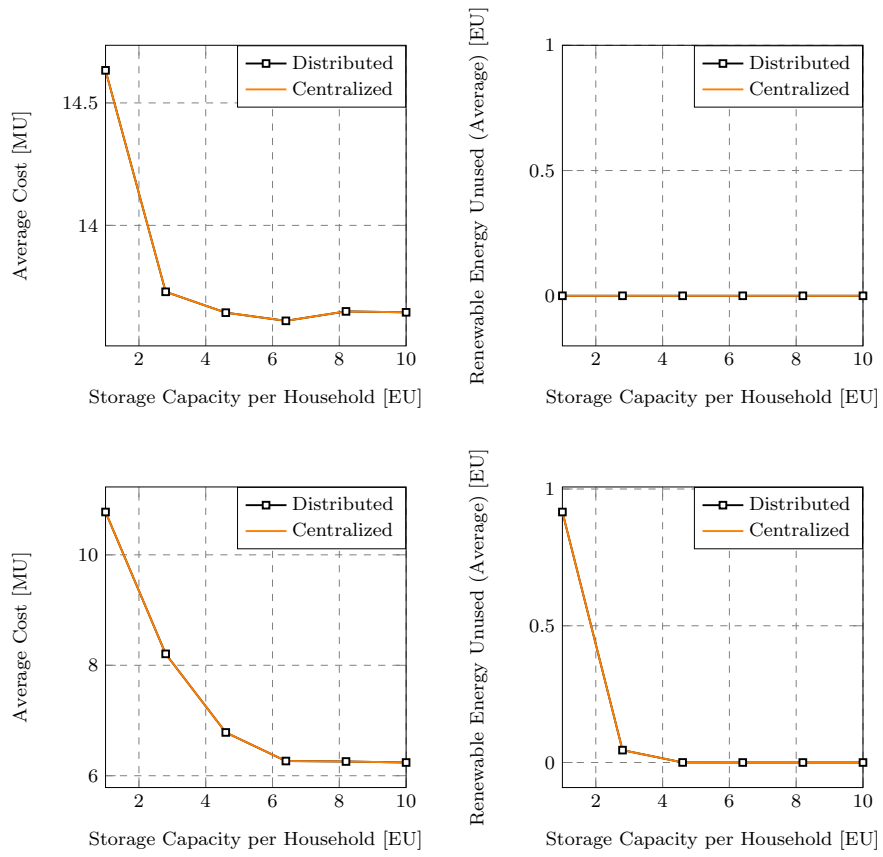 Average Cost [MU]
14.5
14
Distributed
Centralized
2
4
6
8
10
Storage Capacity per Household [EU]
Renewable Energy Unused (Average) [EU]
1
0.5
0
Distributed
Centralized
2
4
6
8
10
Storage Capacity per Household [EU]
Average Cost [MU]
10
8
6
Distributed
Centralized
2
4
6
8
10
Storage Capacity per Household [EU]
Renewable Energy Unused (Average) [EU]
1
0.5
0
Distributed
Centralized
2
4
6
8
10
Storage Capacity per Household [EU]